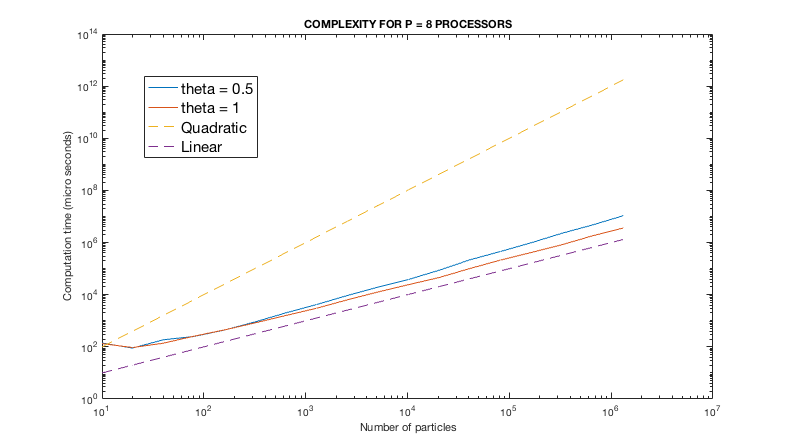 COMPLEXITY FOR P = 8 PROCESSORS
10^14
10^12
10^10
10^8
10^6
10^4
10^2
10^0
Computation time (micro seconds)
theta = 0.5
theta = 1
Quadratic
Linear
10^1 10^2 10^3 10^4 10^5 10^6 10^7
Number of particles